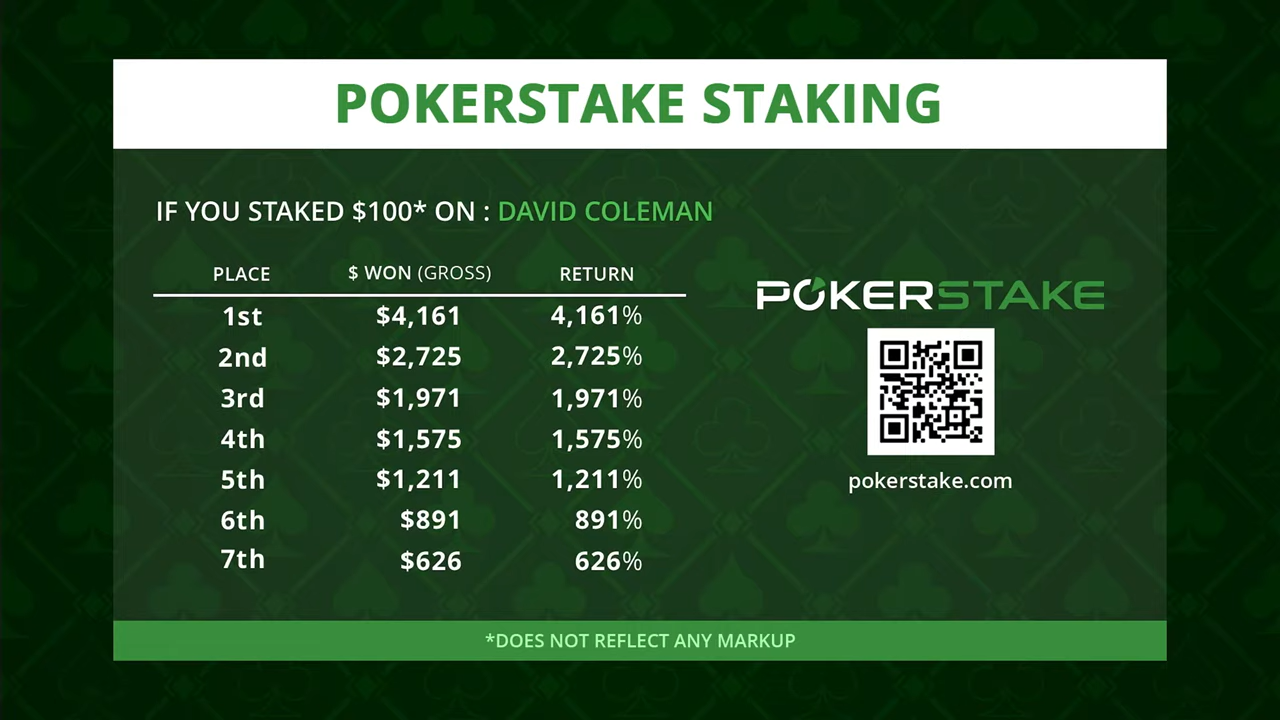 POKERSTAKE STAKING
IF YOU STAKED $100* ON : DAVID COLEMAN
PLACE $ WON (GROSS) RETURN
1st $4,161 4,161%
2nd $2,725 2,725%
3rd $1,971 1,971%
4th $1,575 1,575%
5th $1,211 1,211%
6th $891 891%
7th $626 626%
POKERSTAKE
pokerstake.com
*DOES NOT REFLECT ANY MARKUP